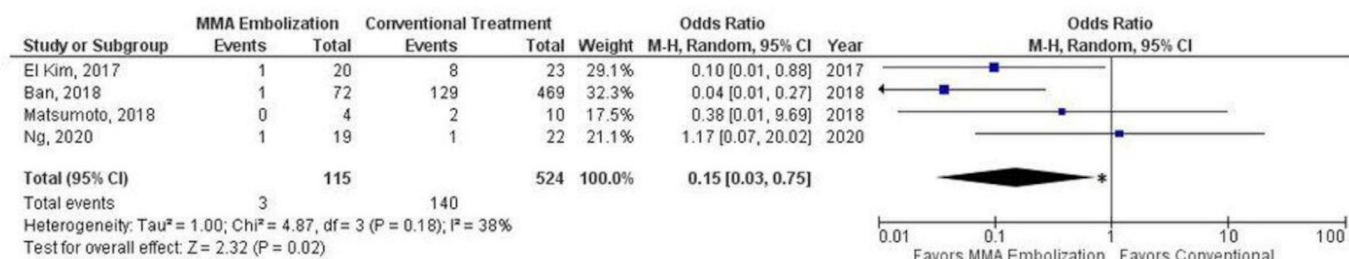 MMA Embolization Conventional Treatment Odds Ratio Odds Ratio
Study or Subgroup Events Total Events Total Weight M-H, Random, 95% CI Year M-H, Random, 95% CI
El Kim, 2017 1 20 8 23 29.1% 0.10 [0.01, 0.88] 2017
Ban, 2018 1 72 129 469 32.3% 0.04 [0.01, 0.27] 2018
Matsumoto, 2018 0 4 2 10 17.5% 0.38 [0.01, 9.69] 2018
Ng, 2020 1 19 1 22 21.1% 1.17 [0.07, 20.02] 2020
Total (95% CI) 115 524 100.0% 0.15 [0.03, 0.75] *
Total events 3 140
Heterogeneity: Tau² = 1.00; Chi² = 4.87, df = 3 (P = 0.18); I² = 38%
Test for overall effect: Z = 2.32 (P = 0.02)
0.01 0.1 1 10 100
Favors MMA Embolization Favors Conventional